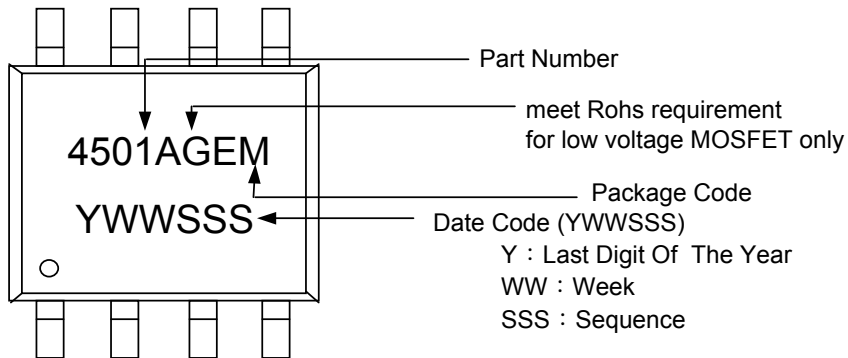 Part Number
meet Rohs requirement
for low voltage MOSFET only
4501AGEM
Package Code
YWWSSS
Date Code (YWWSSS)
Y：Last Digit Of The Year
WW：Week
SSS：Sequence